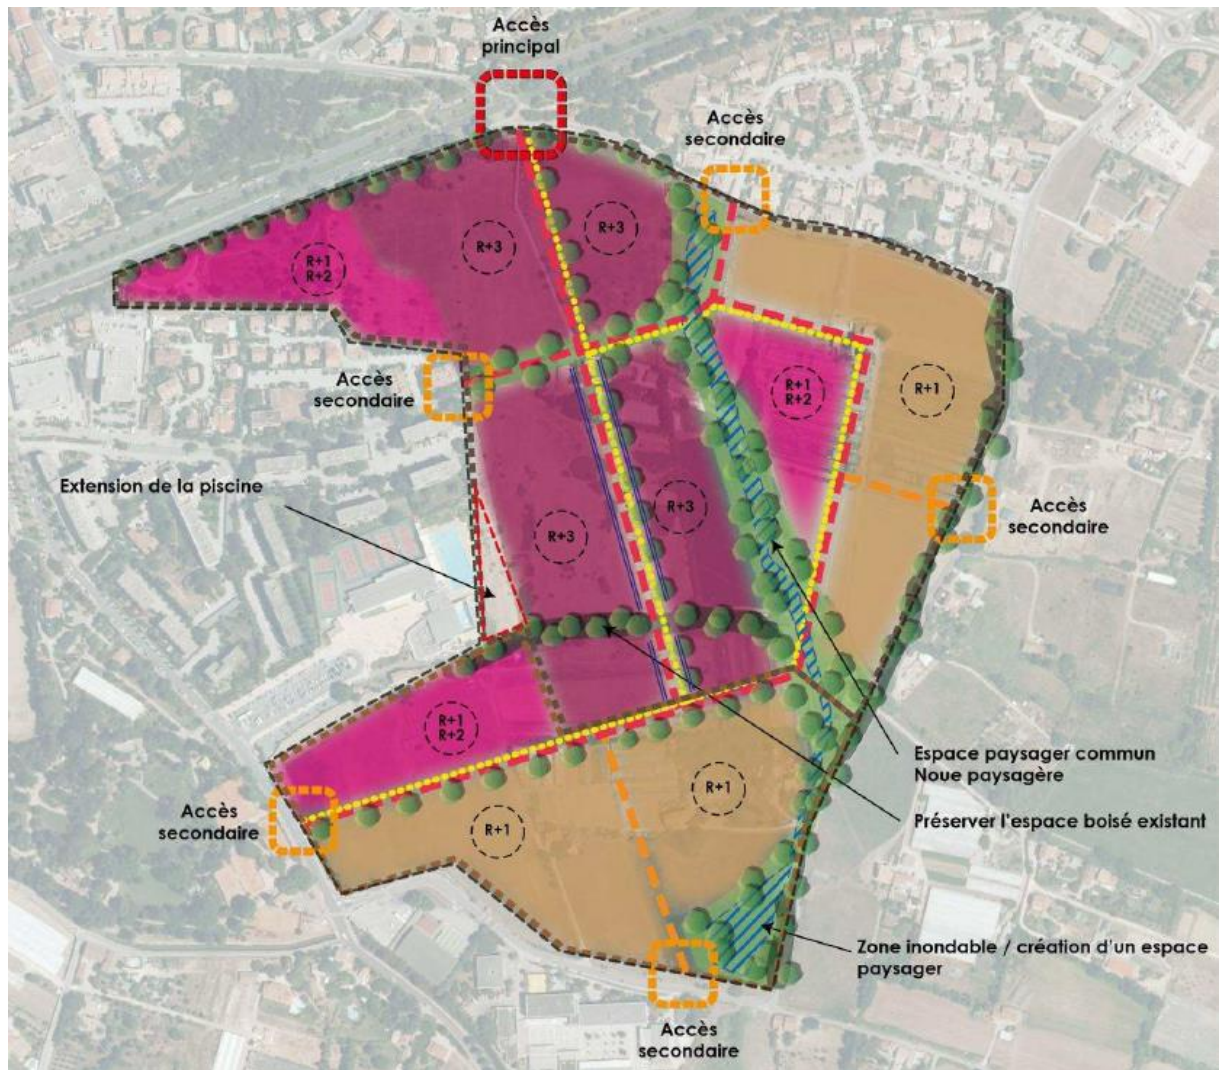 Accès
principal
Accès
secondaire
R+3
R+3
R+1
R+2
Accès
secondaire
R+1
R+2
R+1
Extension de la piscine
R+3
R+3
Accès
secondaire
R+1
R+2
Espace paysager commun
Noue paysagère
R+1
Accès
secondaire
R+1
Préserver l'espace boisé existant
Zone inondable / création d'un espace
paysager
Accès
secondaire